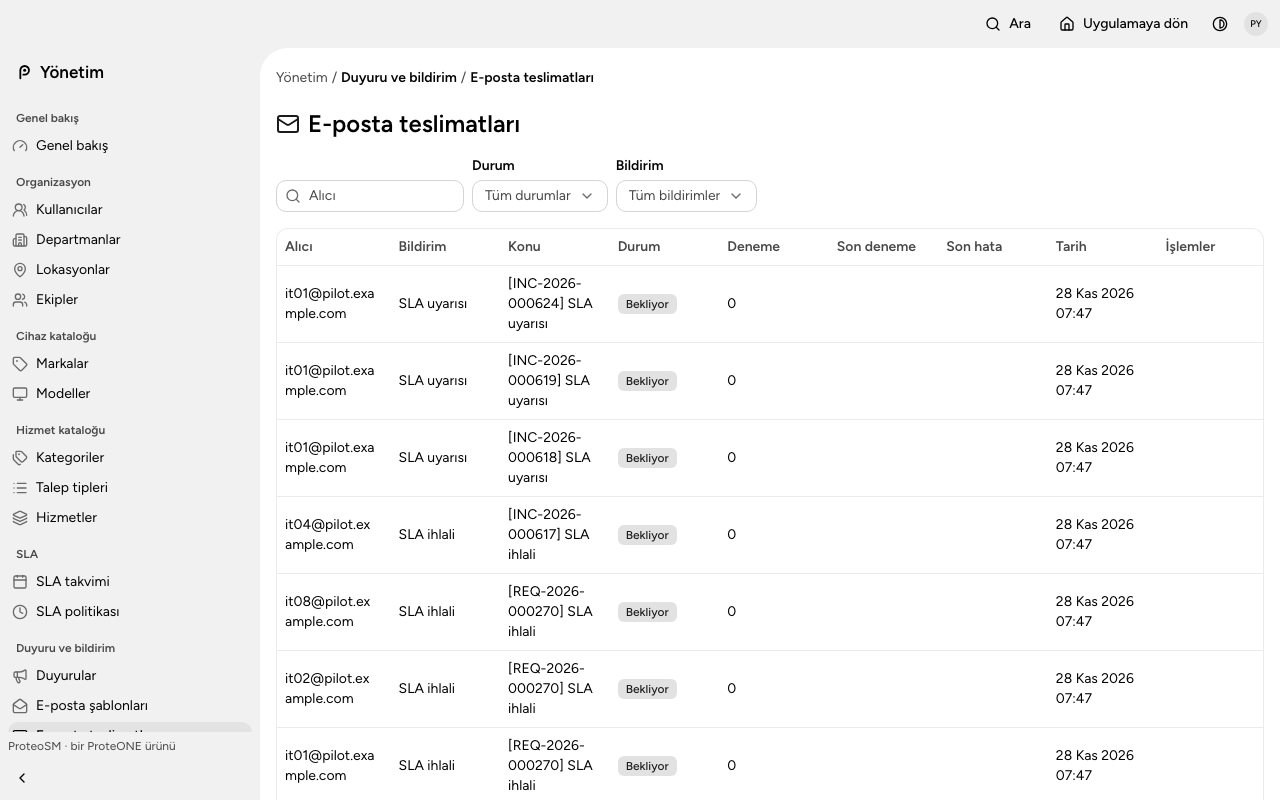 Ara
Uygulamaya dön
PY
Yönetim
Genel bakış
Genel bakış
Organizasyon
Kullanıcılar
Departmanlar
Lokasyonlar
Ekipler
Cihaz kataloğu
Markalar
Modeller
Hizmet kataloğu
Kategoriler
Talep tipleri
Hizmetler
SLA
SLA takvimi
SLA politikası
Duyuru ve bildirim
Duyurular
E-posta şablonları
ProteoSM · bir ProteONE ürünü
Yönetim / Duyuru ve bildirim / E-posta teslimatları
E-posta teslimatları
Durum
Bildirim
Alıcı
Tüm durumlar
Tüm bildirimler
Alıcı Bildirim Konu Durum Deneme Son deneme Son hata Tarih İşlemler
it01@pilot.exa
mple.com
SLA uyarısı
[INC-2026-
000624] SLA
uyarısı
Bekliyor
0
28 Kas 2026
07:47
it01@pilot.exa
mple.com
SLA uyarısı
[INC-2026-
000619] SLA
uyarısı
Bekliyor
0
28 Kas 2026
07:47
it01@pilot.exa
mple.com
SLA uyarısı
[INC-2026-
000618] SLA
uyarısı
Bekliyor
0
28 Kas 2026
07:47
it04@pilot.ex
ample.com
SLA ihlali
[INC-2026-
000617] SLA
ihlali
Bekliyor
0
28 Kas 2026
07:47
it08@pilot.ex
ample.com
SLA ihlali
[REQ-2026-
000270] SLA
ihlali
Bekliyor
0
28 Kas 2026
07:47
it02@pilot.ex
ample.com
SLA ihlali
[REQ-2026-
000270] SLA
ihlali
Bekliyor
0
28 Kas 2026
07:47
it01@pilot.exa
mple.com
SLA ihlali
[REQ-2026-
000270] SLA
ihlali
Bekliyor
0
28 Kas 2026
07:47